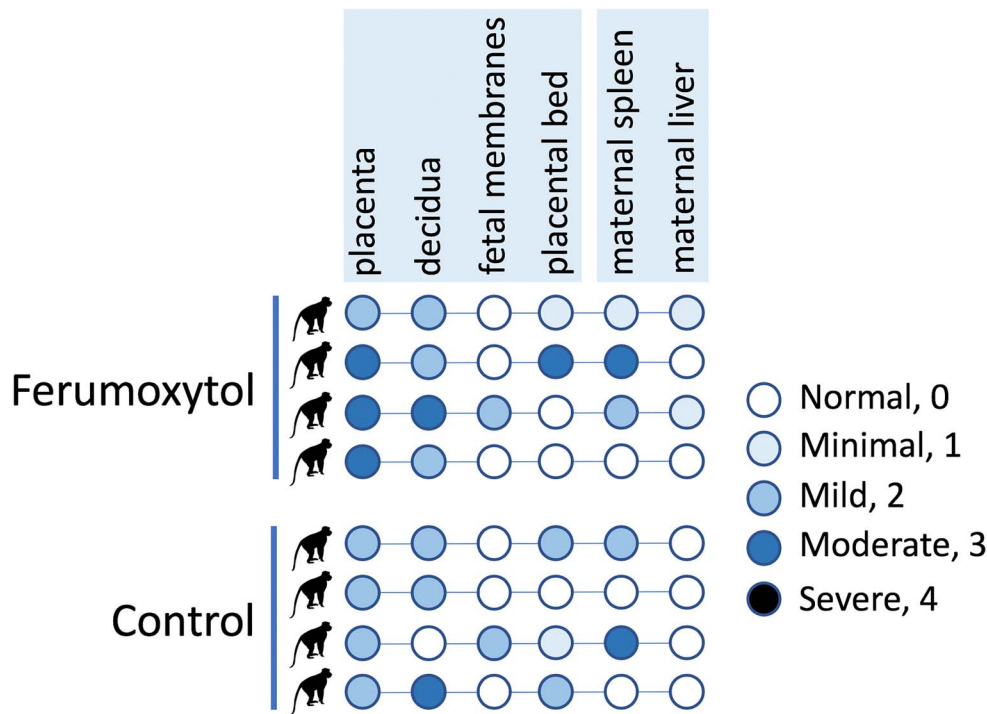 placenta
decidua
fetal membranes
placental bed
maternal spleen
maternal liver
Ferumoxytol
Control
Normal, 0
Minimal, 1
Mild, 2
Moderate, 3
Severe, 4